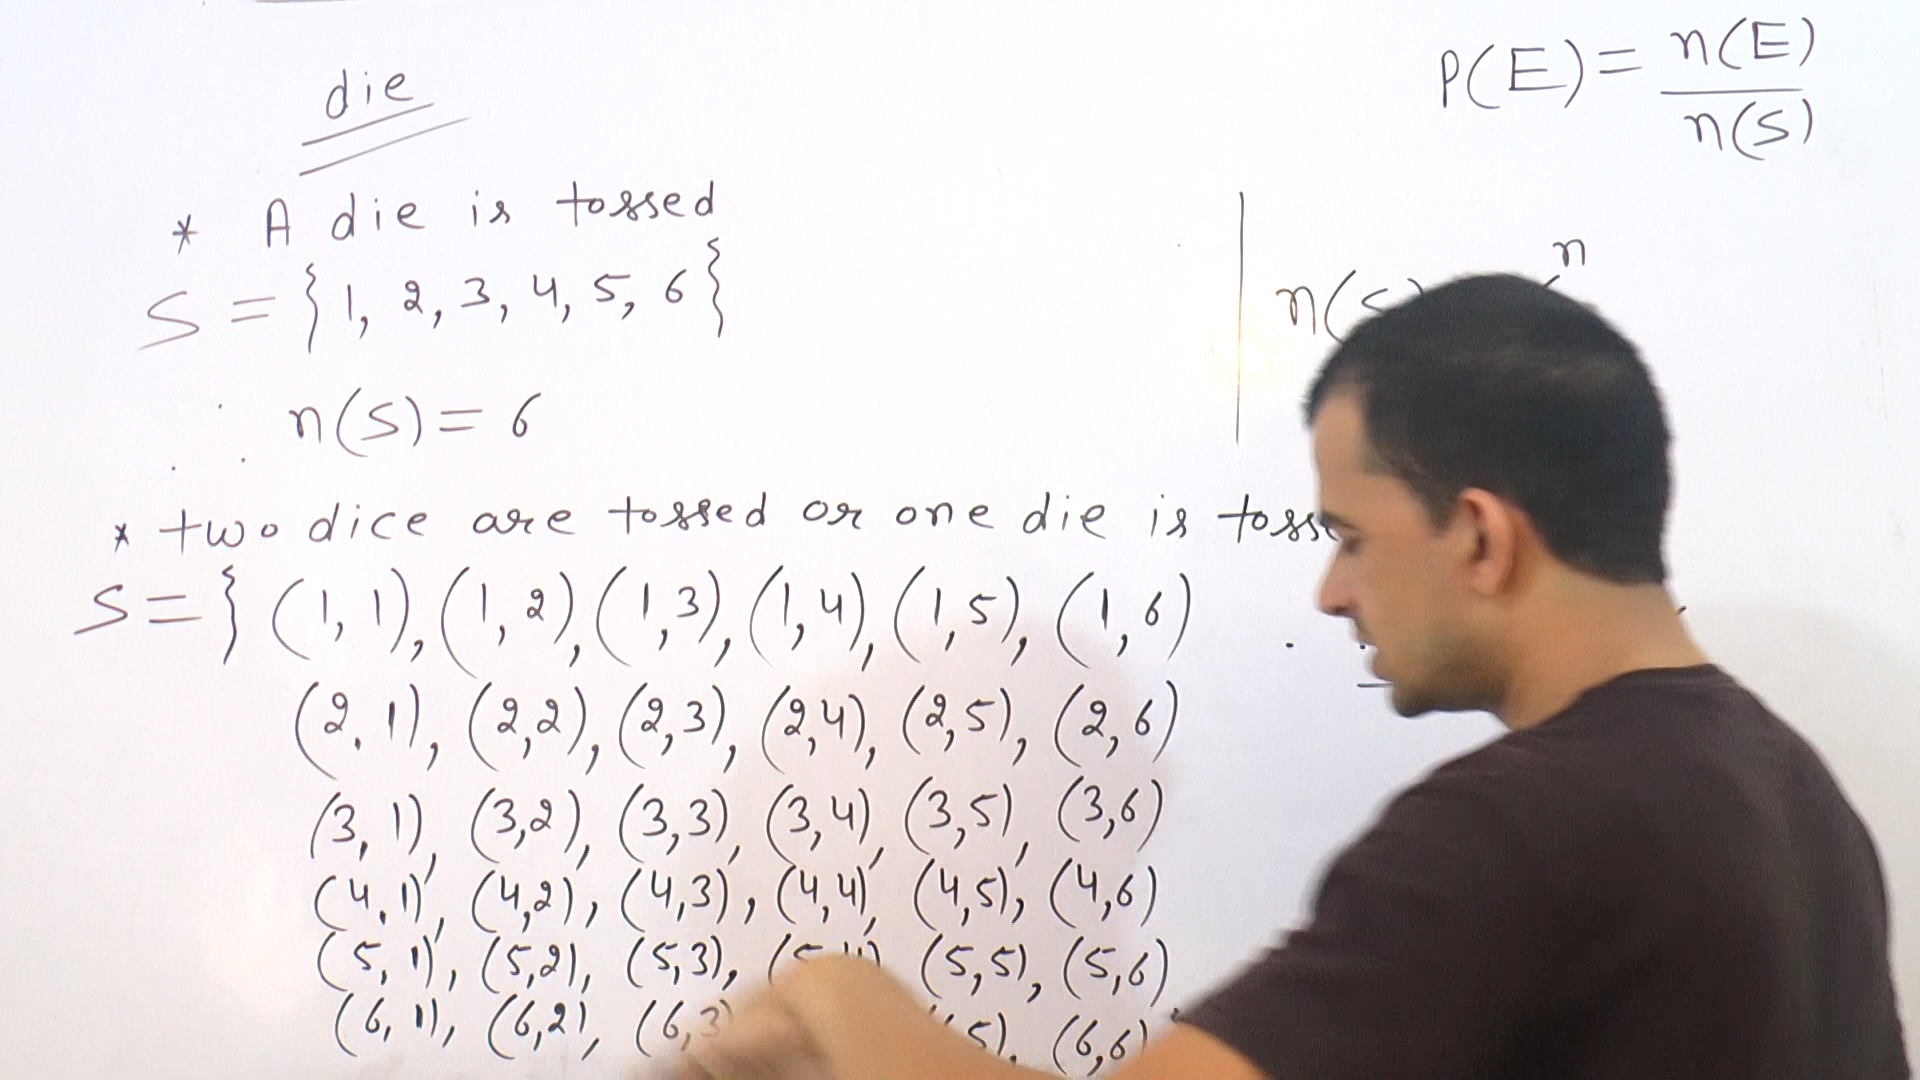 die
P(E) = n(E) / n(S)
* A die is tossed
S = { 1, 2, 3, 4, 5, 6 }
n(S
n
∴ n(S) = 6
* two dice are tossed or one die is toss
S = { (1, 1), (1, 2), (1, 3), (1, 4), (1, 5), (1, 6)
(2, 1), (2,2), (2,3), (2,4), (2,5), (2,6)
(3, 1), (3,2), (3,3), (3,4), (3,5), (3,6)
(4, 1), (4,2), (4,3), (4,4), (4,5), (4,6)
(5, 1), (5,2), (5,3), (5,4) (5,5), (5,6)
(6, 1), (6,2), (6,3) 5), (6,6)